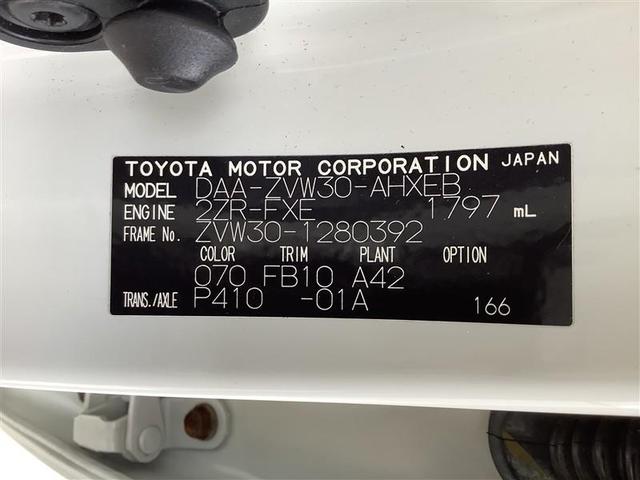 TOYOTA MOTOR CORPORATION JAPAN
MODEL DAA-ZVW30-AHXEB
ENGINE 2ZR-FXE 1797 mL
FRAME No. ZVW30-1280392
COLOR TRIM PLANT OPTION
070 FB10 A42
TRANS./AXLE P410 -01A 166